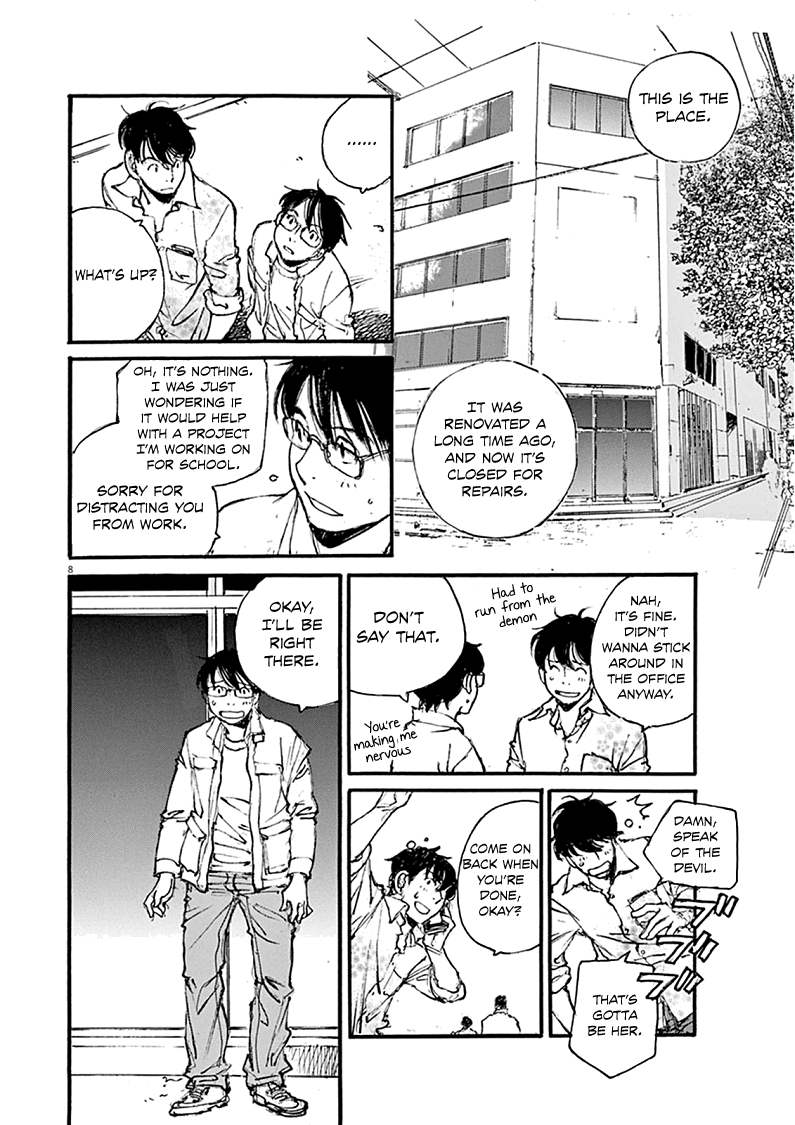 THIS IS THE
PLACE.
IT WAS
RENOVATED A
LONG TIME AGO,
AND NOW IT'S
CLOSED FOR
REPAIRS.
......
WHAT'S UP?
OH, IT'S NOTHING.
I WAS JUST
WONDERING IF
IT WOULD HELP
WITH A PROJECT
I'M WORKING ON
FOR SCHOOL.
SORRY FOR
DISTRACTING YOU
FROM WORK.
8
NAH,
IT'S FINE.
DIDN'T
WANNA STICK
AROUND IN
THE OFFICE
ANYWAY.
Had to
run from the
demon
DON'T
SAY THAT.
You're
making me
nervous
DAMN,
SPEAK
OF THE
DEVIL.
ブブブ
THAT'S
GOTTA
BE HER.
COME ON
BACK WHEN
YOU'RE
DONE,
OKAY?
OKAY,
I'LL BE
RIGHT
THERE.